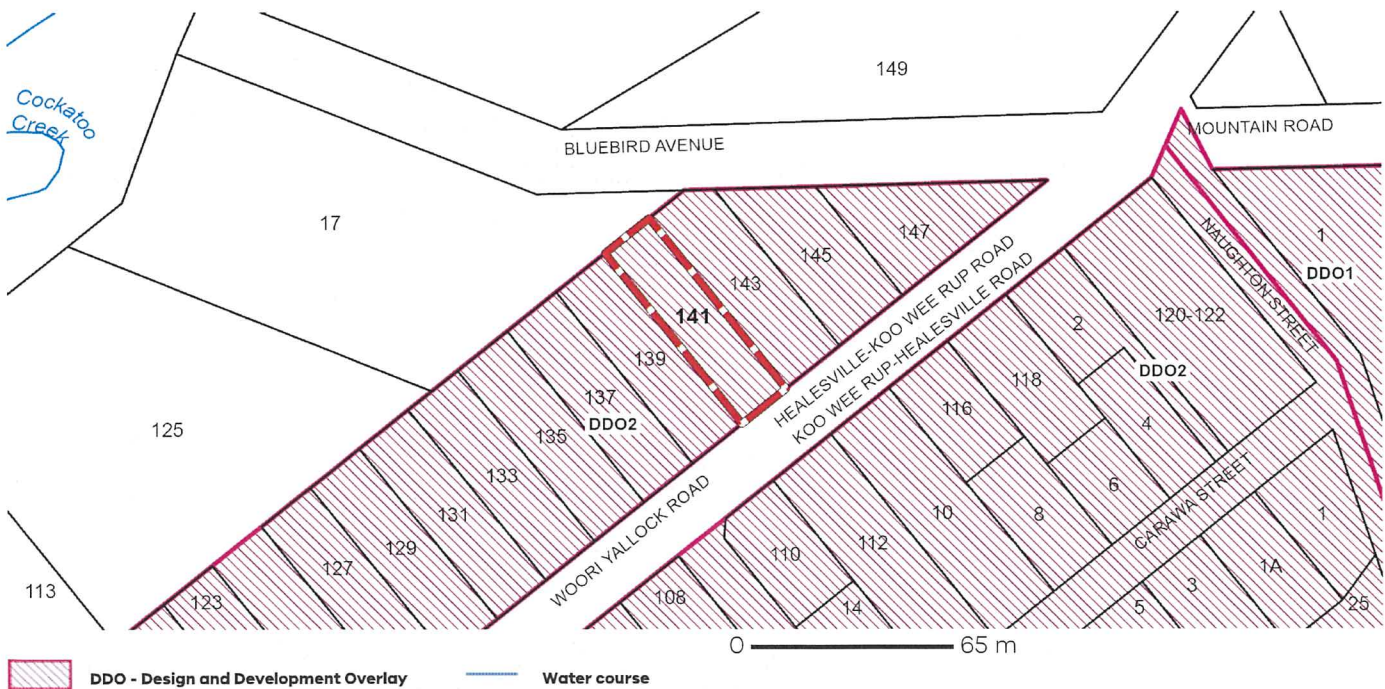 149
Cockatoo
Creek
BLUEBIRD AVENUE
MOUNTAIN ROAD
17
147
145
143
141
139
137
135
133
131
129
127
123
125
113
DDO2
HEALESVILLE-KOO WEE RUP ROAD
KOO WEE RUP-HEALESVILLE ROAD
WOORI YALLOCK ROAD
NAUGHTON STREET
1
DDO1
120-122
2
DDO2
118
4
116
6
10
8
CARAWA STREET
112
110
14
108
1
1A
3
5
25
0 65 m
DDO - Design and Development Overlay
Water course